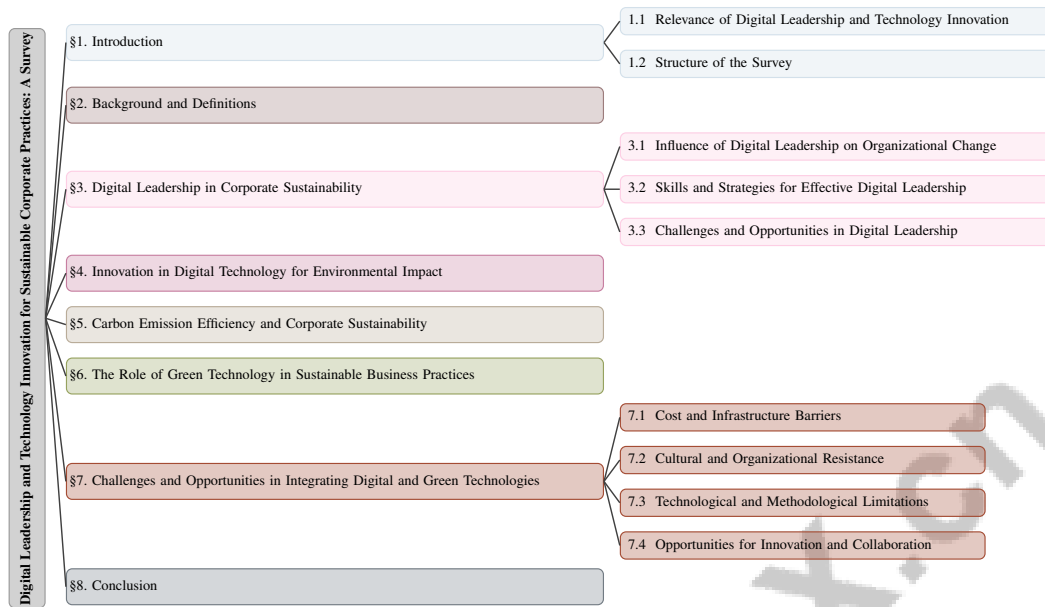 Digital Leadership and Technology Innovation for Sustainable Corporate Practices: A Survey
§1. Introduction
1.1 Relevance of Digital Leadership and Technology Innovation
1.2 Structure of the Survey
§2. Background and Definitions
§3. Digital Leadership in Corporate Sustainability
3.1 Influence of Digital Leadership on Organizational Change
3.2 Skills and Strategies for Effective Digital Leadership
3.3 Challenges and Opportunities in Digital Leadership
§4. Innovation in Digital Technology for Environmental Impact
§5. Carbon Emission Efficiency and Corporate Sustainability
§6. The Role of Green Technology in Sustainable Business Practices
§7. Challenges and Opportunities in Integrating Digital and Green Technologies
7.1 Cost and Infrastructure Barriers
7.2 Cultural and Organizational Resistance
7.3 Technological and Methodological Limitations
7.4 Opportunities for Innovation and Collaboration
§8. Conclusion
X.cn